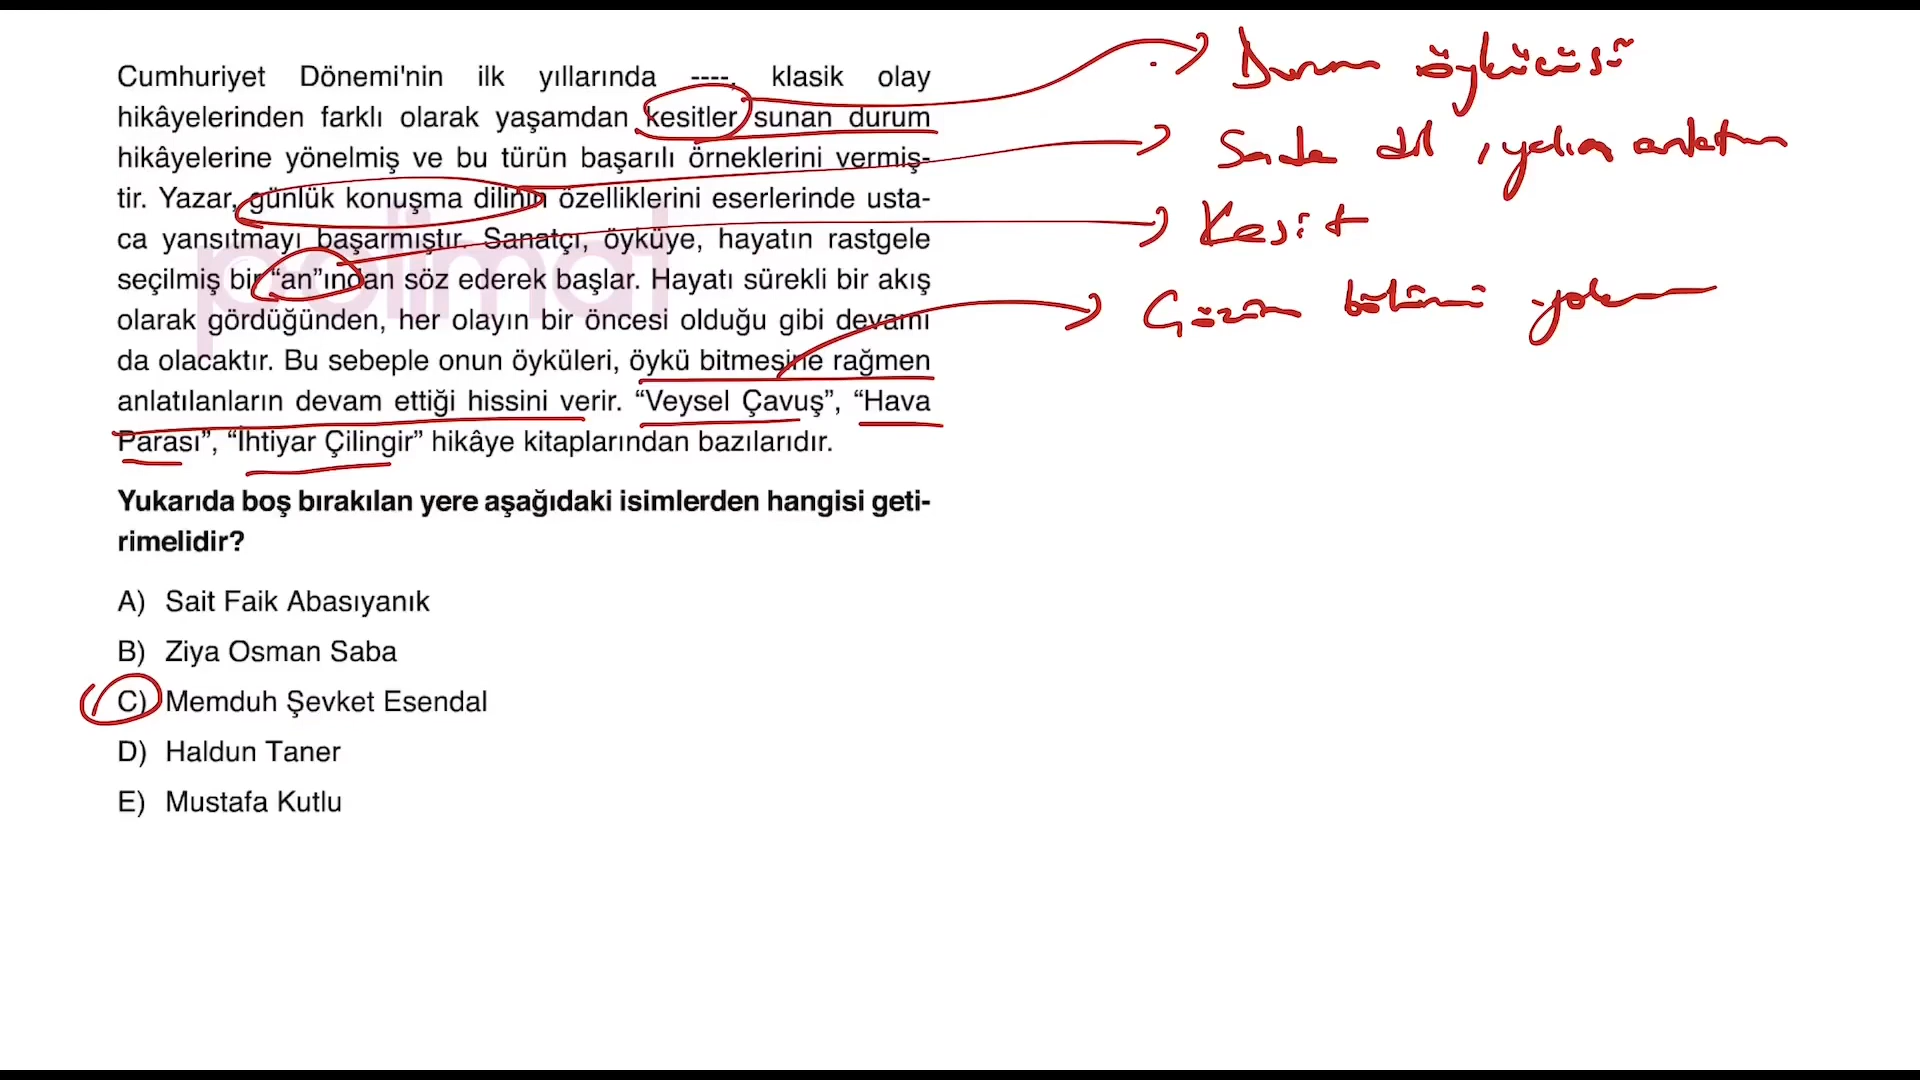 Cumhuriyet Dönemi'nin ilk yıllarında ----, klasik olay
hikâyelerinden farklı olarak yaşamdan kesitler sunan durum
hikâyelerine yönelmiş ve bu türün başarılı örneklerini vermiş-
tir. Yazar, günlük konuşma dilinin özelliklerini eserlerinde usta-
ca yansıtmayı başarmıştır. Sanatçı, öyküye, hayatın rastgele
seçilmiş bir “an”ından söz ederek başlar. Hayatı sürekli bir akış
olarak gördüğünden, her olayın bir öncesi olduğu gibi devamı
da olacaktır. Bu sebeple onun öyküleri, öykü bitmesine rağmen
anlatılanların devam ettiği hissini verir. “Veysel Çavuş”, “Hava
Parası”, “İhtiyar Çilingir” hikâye kitaplarından bazılarıdır.
Yukarıda boş bırakılan yere aşağıdaki isimlerden hangisi geti-
rimelidir?
A) Sait Faik Abasıyanık
B) Ziya Osman Saba
C) Memduh Şevket Esendal
D) Haldun Taner
E) Mustafa Kutlu
Durum öykücüsü
Sade dil, yalın anlatım
Kesit
Çözüm bölümü yok
polimat